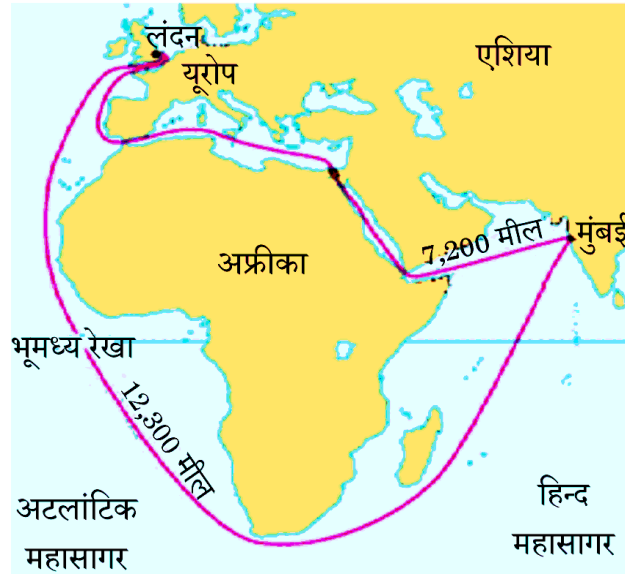 लंदन
यूरोप
एशिया
मुंबई
7,200 मील
अफ्रीका
भूमध्य रेखा
12,300 मील
अटलांटिक
महासागर
हिन्द
महासागर